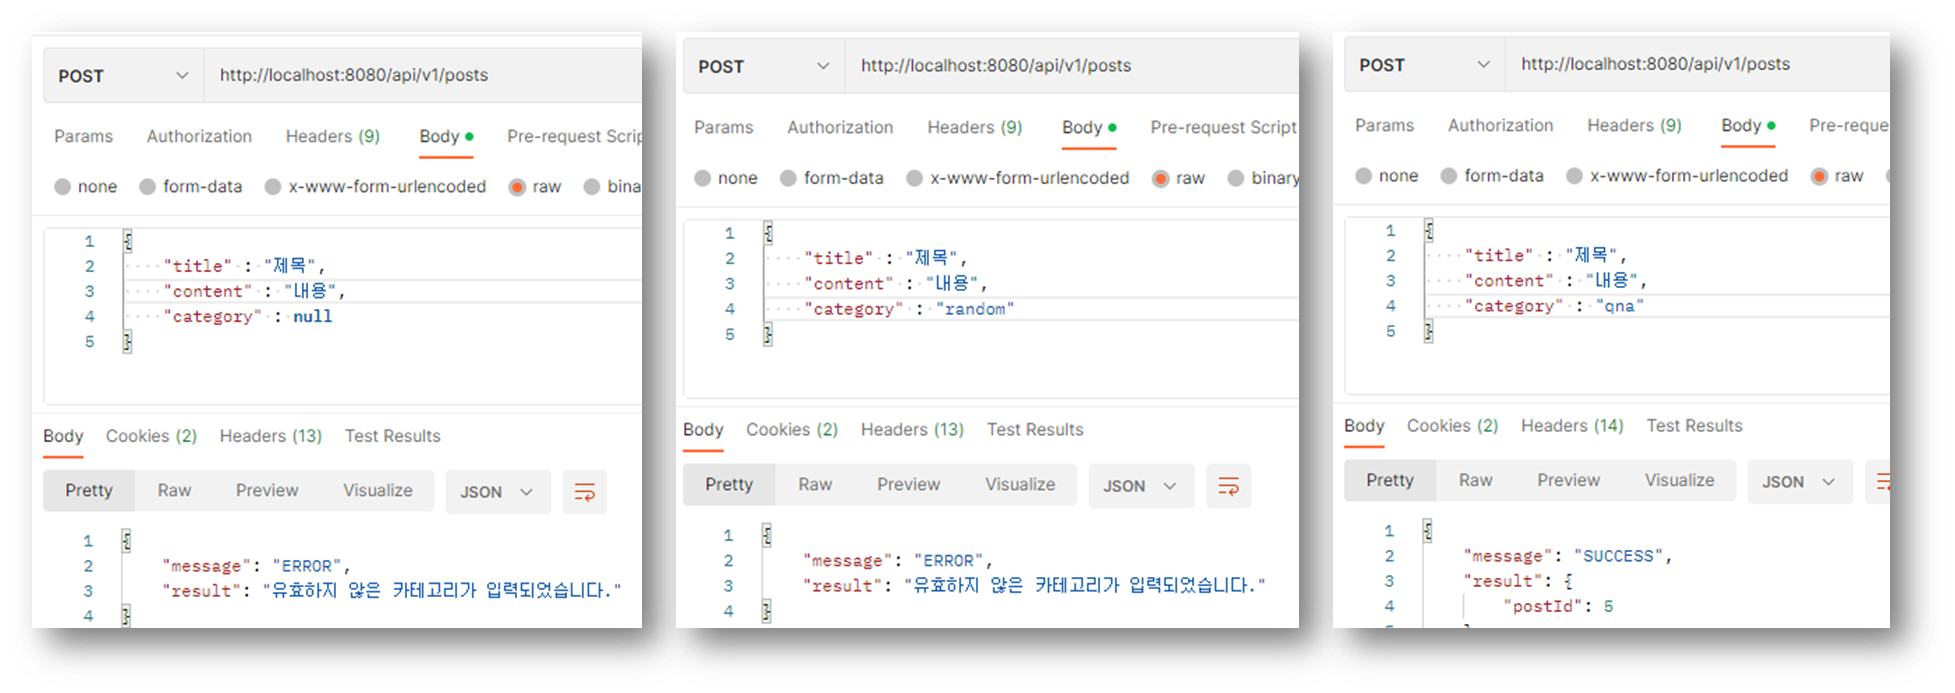 POST http://localhost:8080/api/v1/posts
Params Authorization Headers (9) Body Pre-request Scrip
none form-data x-www-form-urlencoded raw bina
1 {
2 "title" : "제목",
3 "content" : "내용",
4 "category" : null
5 }
Body Cookies (2) Headers (13) Test Results
Pretty Raw Preview Visualize JSON
1 {
2 "message": "ERROR",
3 "result": "유효하지 않은 카테고리가 입력되었습니다."
4 }
POST http://localhost:8080/api/v1/posts
Params Authorization Headers (9) Body Pre-request Script
none form-data x-www-form-urlencoded raw binary
1 {
2 "title" : "제목",
3 "content" : "내용",
4 "category" : "random"
5 }
Body Cookies (2) Headers (13) Test Results
Pretty Raw Preview Visualize JSON
1 {
2 "message": "ERROR",
3 "result": "유효하지 않은 카테고리가 입력되었습니다."
4 }
POST http://localhost:8080/api/v1/posts
Params Authorization Headers (9) Body Pre-reque
none form-data x-www-form-urlencoded raw
1 {
2 "title" : "제목",
3 "content" : "내용",
4 "category" : "qna"
5 }
Body Cookies (2) Headers (14) Test Results
Pretty Raw Preview Visualize JSON
1 {
2 "message": "SUCCESS",
3 "result": {
4 "postId": 5